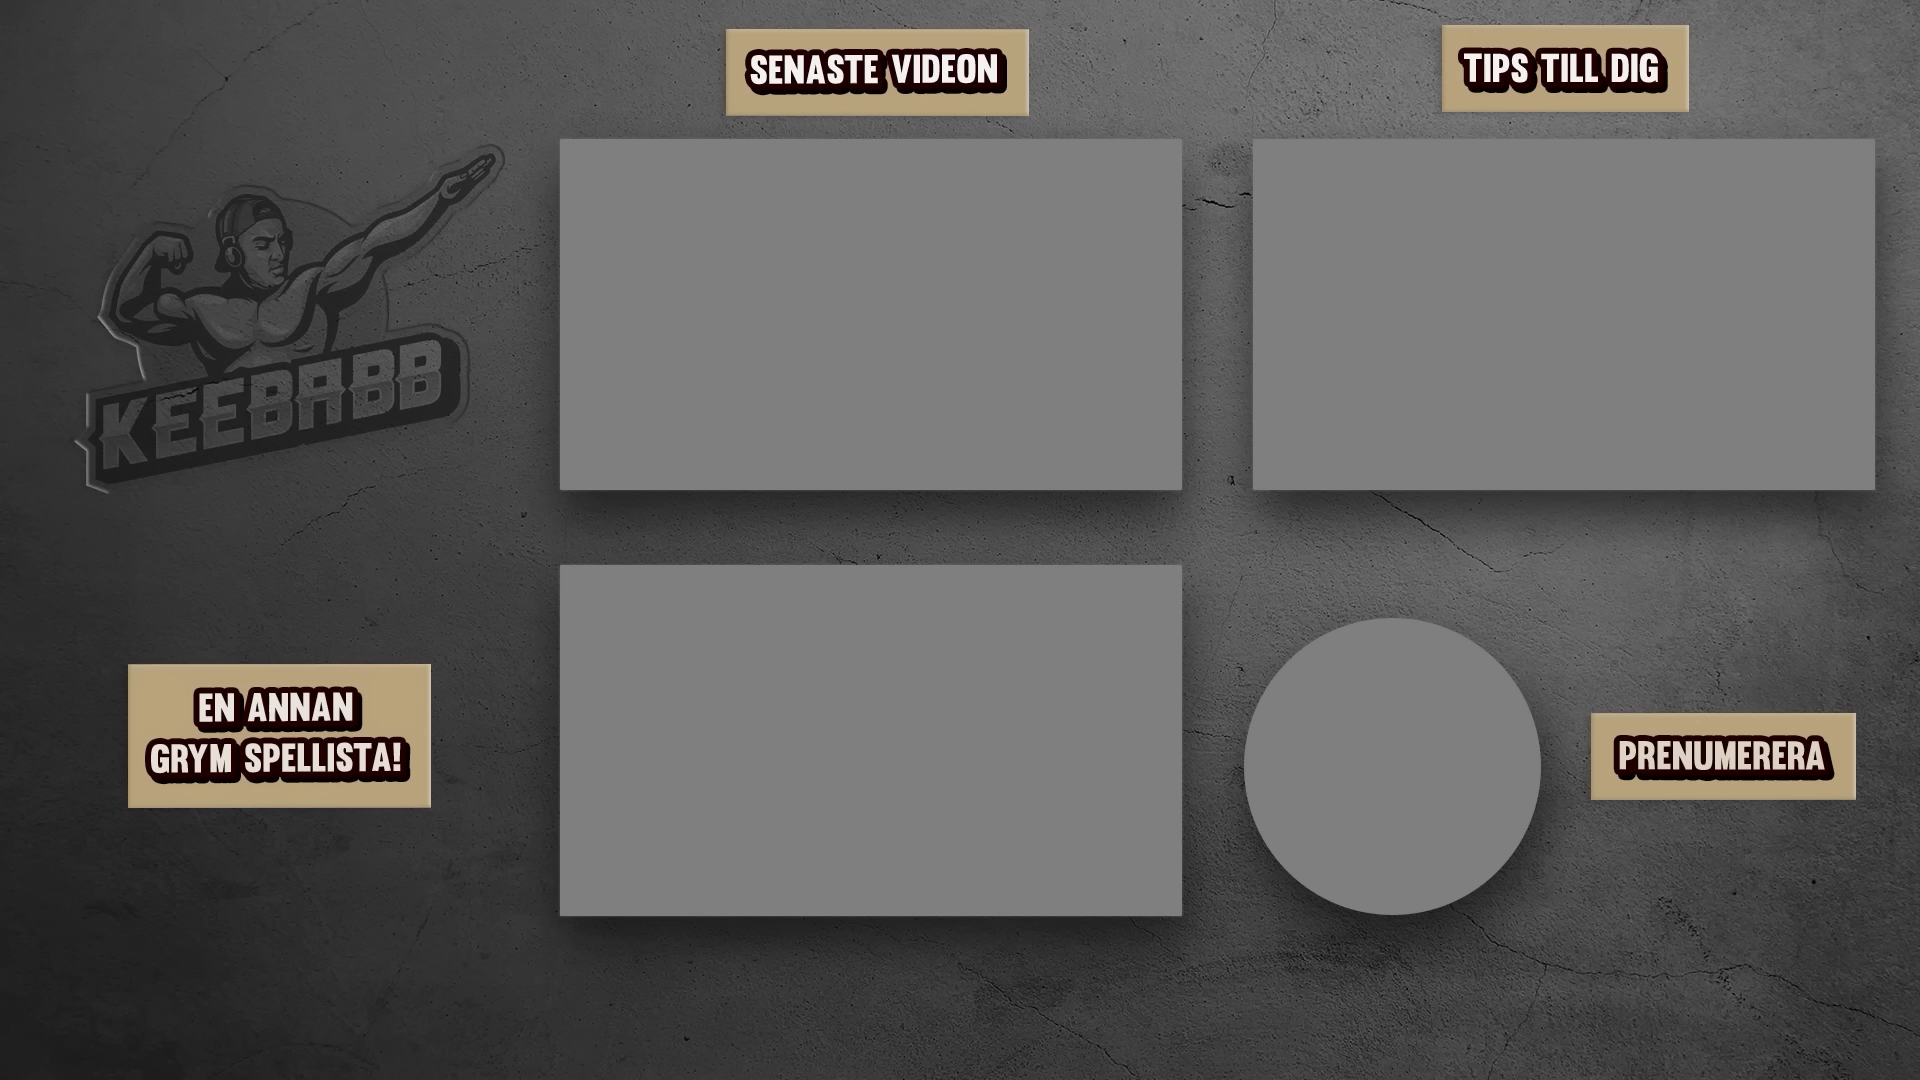 SENASTE VIDEON
TIPS TILL DIG
KEEBABB
EN ANNAN
GRYM SPELLISTA!
PRENUMERERA